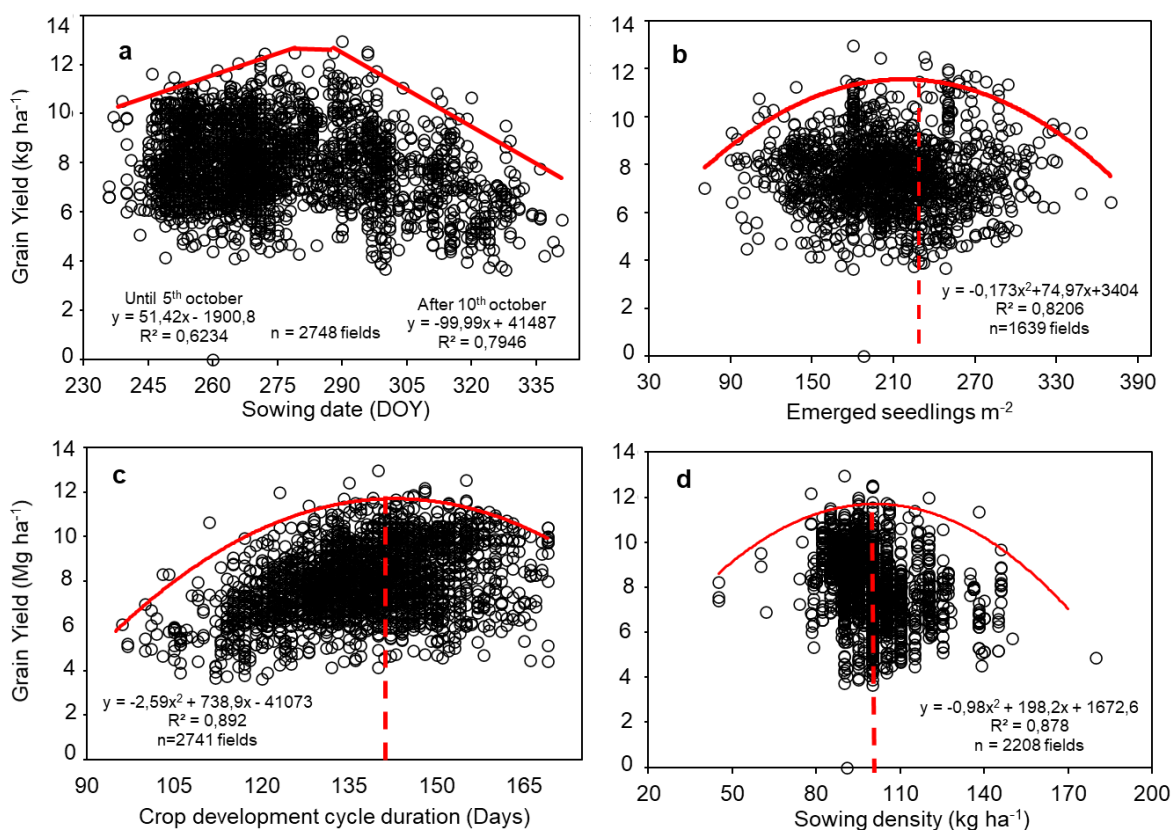 a
Grain Yield (kg ha⁻¹)
14
12
10
8
6
4
2
0
Until 5th october
y = 51,42x - 1900,8
R² = 0,6234
n = 2748 fields
After 10th october
y = -99,99x + 41487
R² = 0,7946
230 245 260 275 290 305 320 335
Sowing date (DOY)
b
14
12
10
8
6
4
2
0
y = -0,173x²+74,97x+3404
R² = 0,8206
n=1639 fields
30 90 150 210 270 330 390
Emerged seedlings m⁻²
c
Grain Yield (Mg ha⁻¹)
14
12
10
8
6
4
2
0
y = -2,59x² + 738,9x - 41073
R² = 0,892
n=2741 fields
90 105 120 135 150 165
Crop development cycle duration (Days)
d
14
12
10
8
6
4
2
0
y = -0,98x² + 198,2x + 1672,6
R² = 0,878
n = 2208 fields
20 50 80 110 140 170 200
Sowing density (kg ha⁻¹)